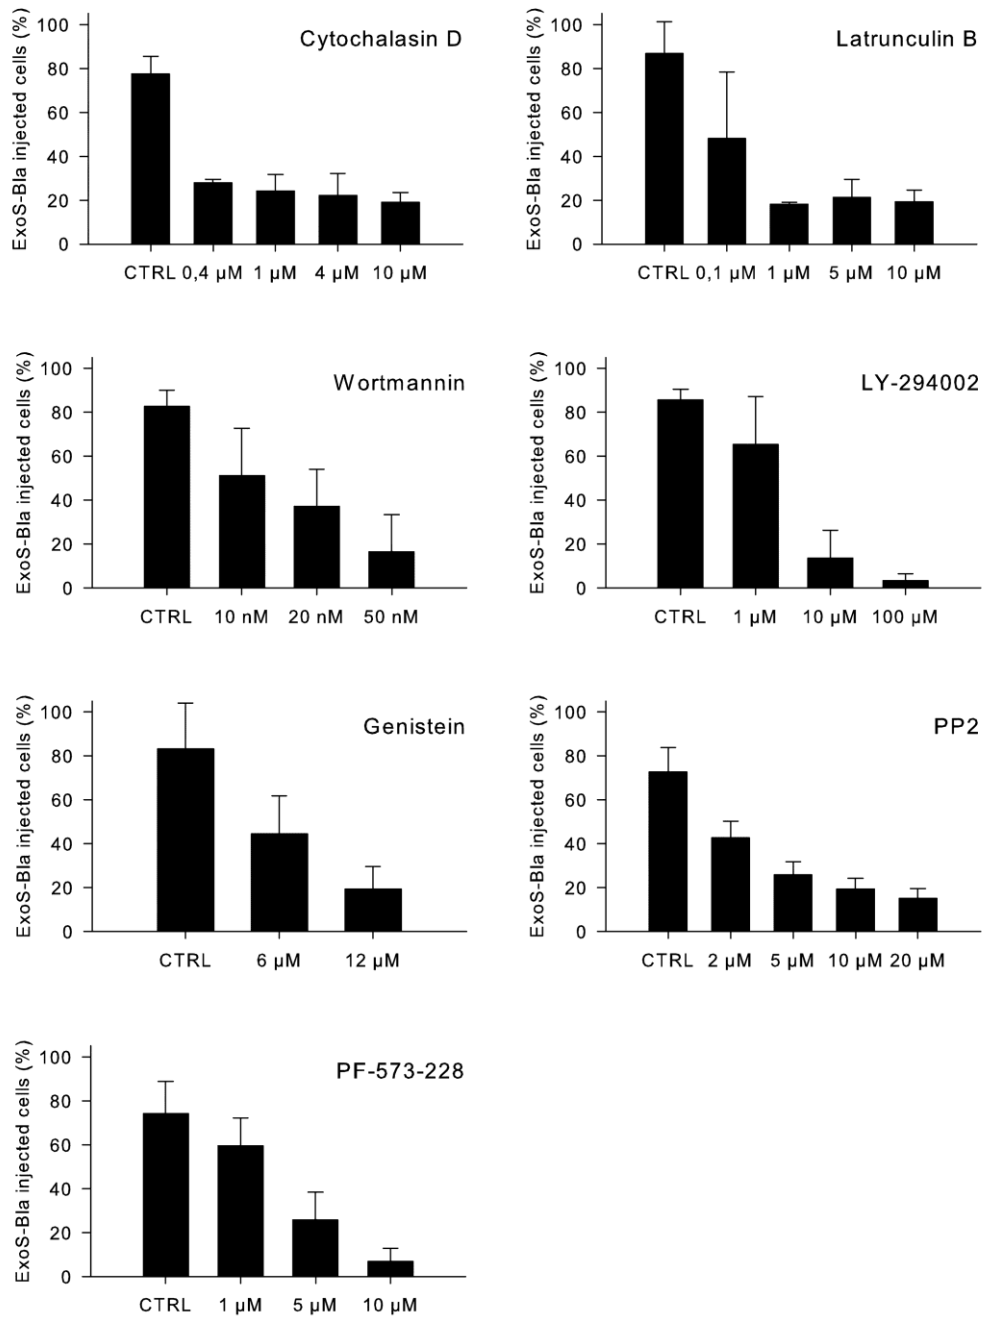 Cytochalasin D
ExoS-Bla injected cells (%)
100
80
60
40
20
0
CTRL 0,4 µM 1 µM 4 µM 10 µM
Latrunculin B
ExoS-Bla injected cells (%)
100
80
60
40
20
0
CTRL 0,1 µM 1 µM 5 µM 10 µM
Wortmannin
ExoS-Bla injected cells (%)
100
80
60
40
20
0
CTRL 10 nM 20 nM 50 nM
LY-294002
ExoS-Bla injected cells (%)
100
80
60
40
20
0
CTRL 1 µM 10 µM 100 µM
Genistein
ExoS-Bla injected cells (%)
100
80
60
40
20
0
CTRL 6 µM 12 µM
PP2
ExoS-Bla injected cells (%)
100
80
60
40
20
0
CTRL 2 µM 5 µM 10 µM 20 µM
PF-573-228
ExoS-Bla injected cells (%)
100
80
60
40
20
0
CTRL 1 µM 5 µM 10 µM